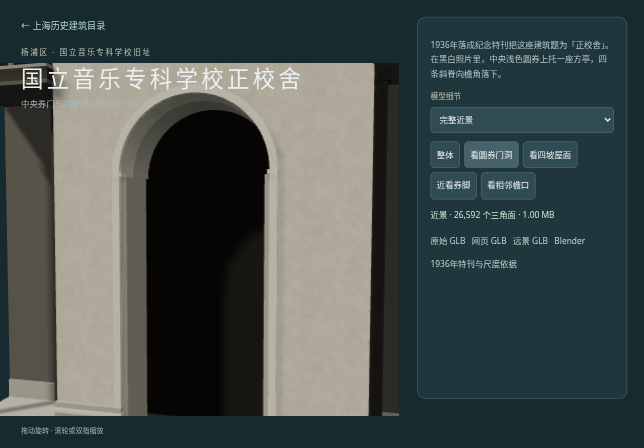 ← 上海历史建筑目录
杨浦区 · 国立音乐专科学校旧址
国立音乐专科学校正校舍
中央券门
拖动旋转 · 滚轮或双指缩放
1936年落成纪念特刊把这座建筑题为「正校舍」。
在黑白照片里，中央浅色圆券上托一座方亭，四
条斜脊向檐角落下。
模型细节
完整近景
整体 看圆券门洞 看四坡屋面
近看券脚 看相邻檐口
近景 · 26,592 个三角面 · 1.00 MB
原始 GLB 网页 GLB 远景 GLB Blender
1936年特刊与尺度依据